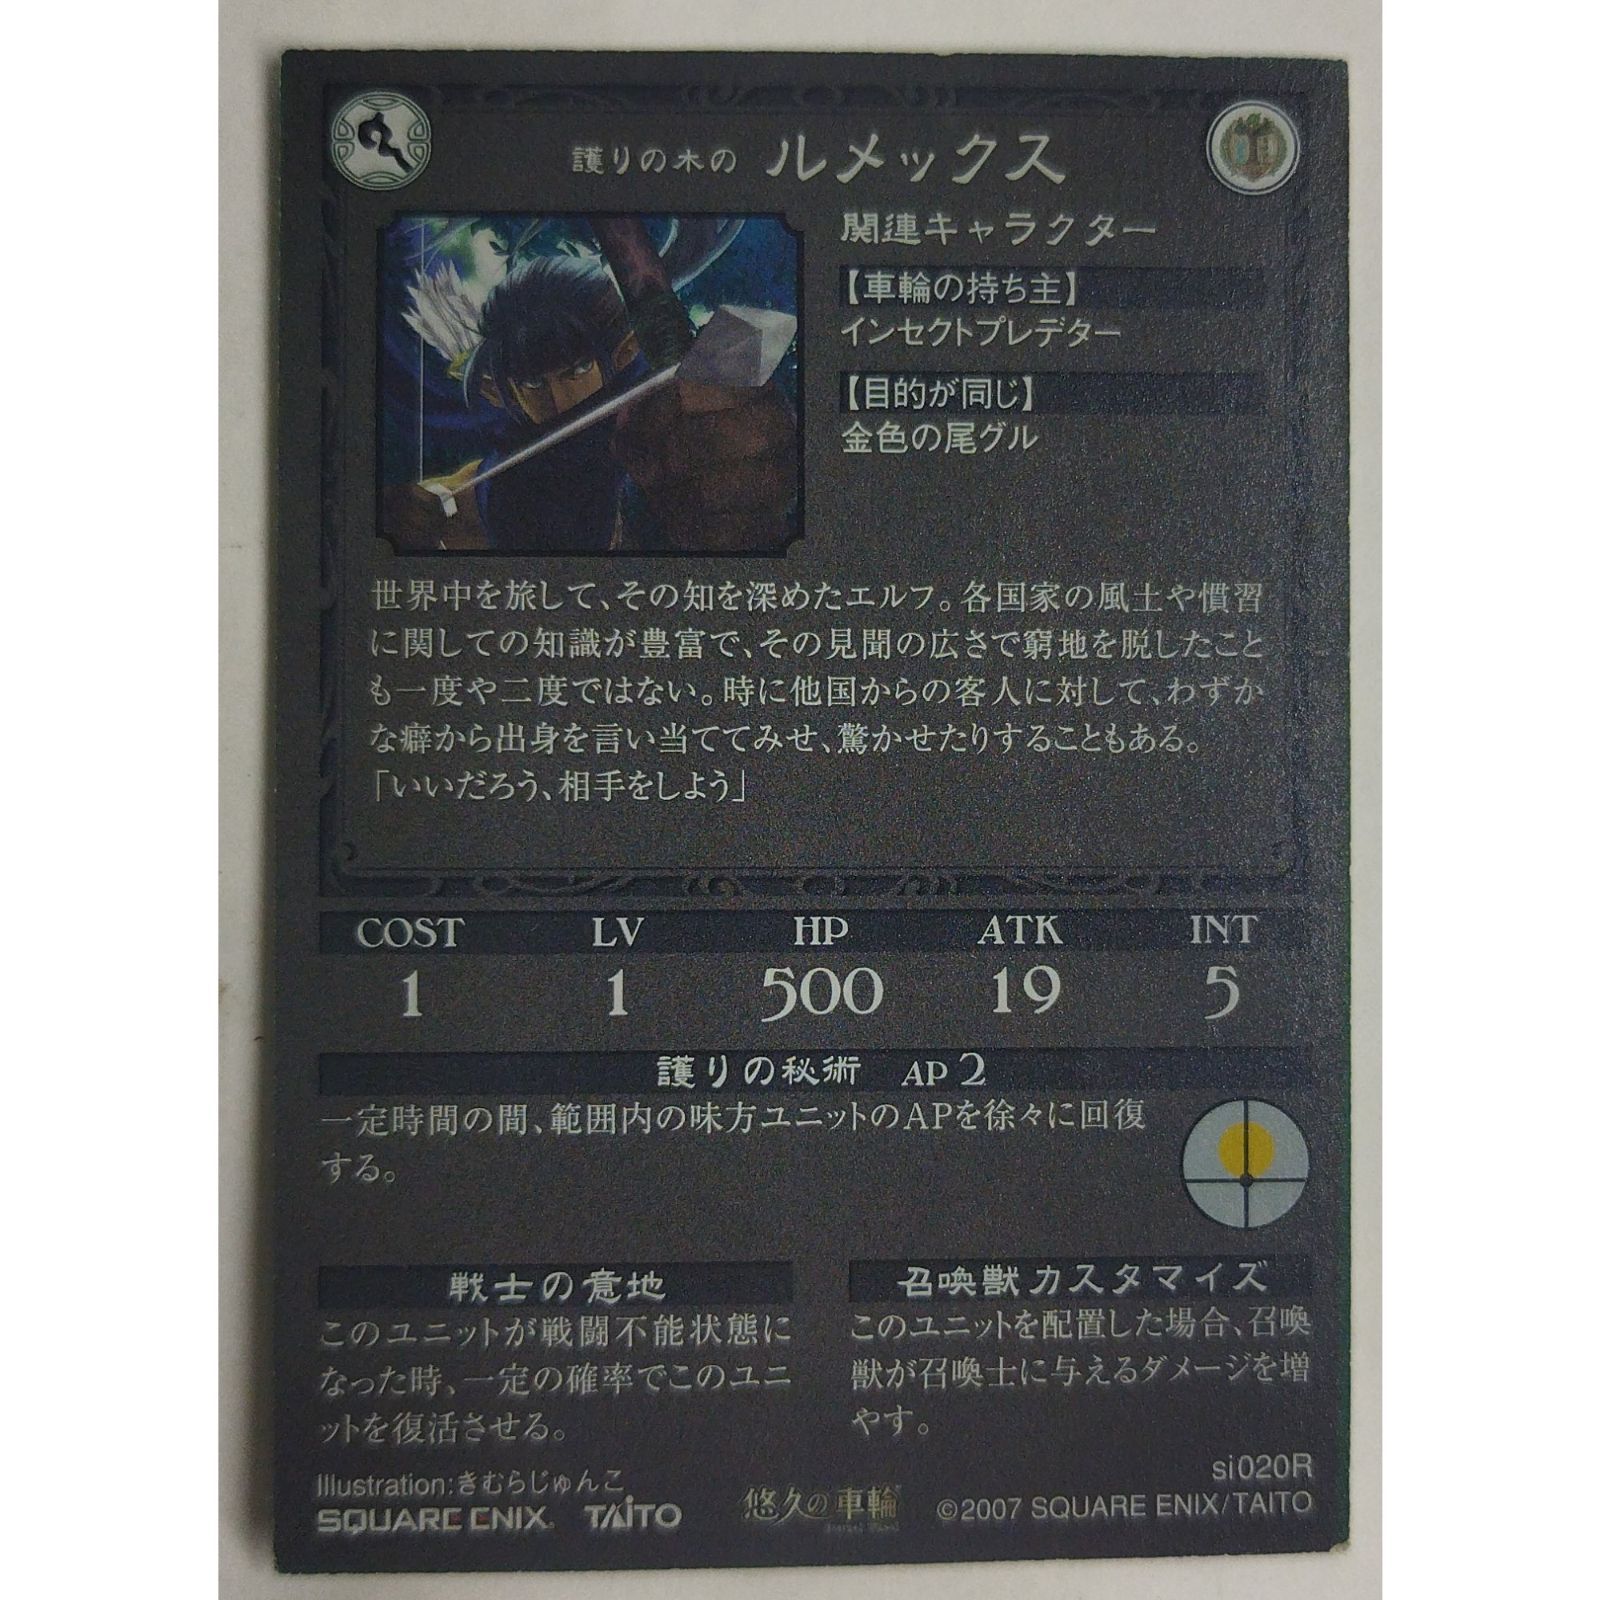 護りの木の ルメックス
関連キャラクター
【車輪の持ち主】
インセクトプレデター
【目的が同じ】
金色の尾グル
世界中を旅して、その知を深めたエルフ。各国家の風土や慣習
に関しての知識が豊富で、その見聞の広さで窮地を脱したこと
も一度や二度ではない。時に他国からの客人に対して、わずか
な癖から出身を言い当ててみせ、驚かせたりすることもある。
「いいだろう、相手をしよう」
COST LV HP ATK INT
1 1 500 19 5
護りの秘術 AP 2
一定時間の間、範囲内の味方ユニットのAPを徐々に回復
する。
戦士の意地
このユニットが戦闘不能状態に
なった時、一定の確率でこのユニ
ットを復活させる。
召喚獣カスタマイズ
このユニットを配置した場合、召喚
獣が召喚士に与えるダメージを増
やす。
si020R
Illustration:きむらじゅんこ
SQUARE ENIX. TAITO 悠久の車輪 ©2007 SQUARE ENIX/TAITO